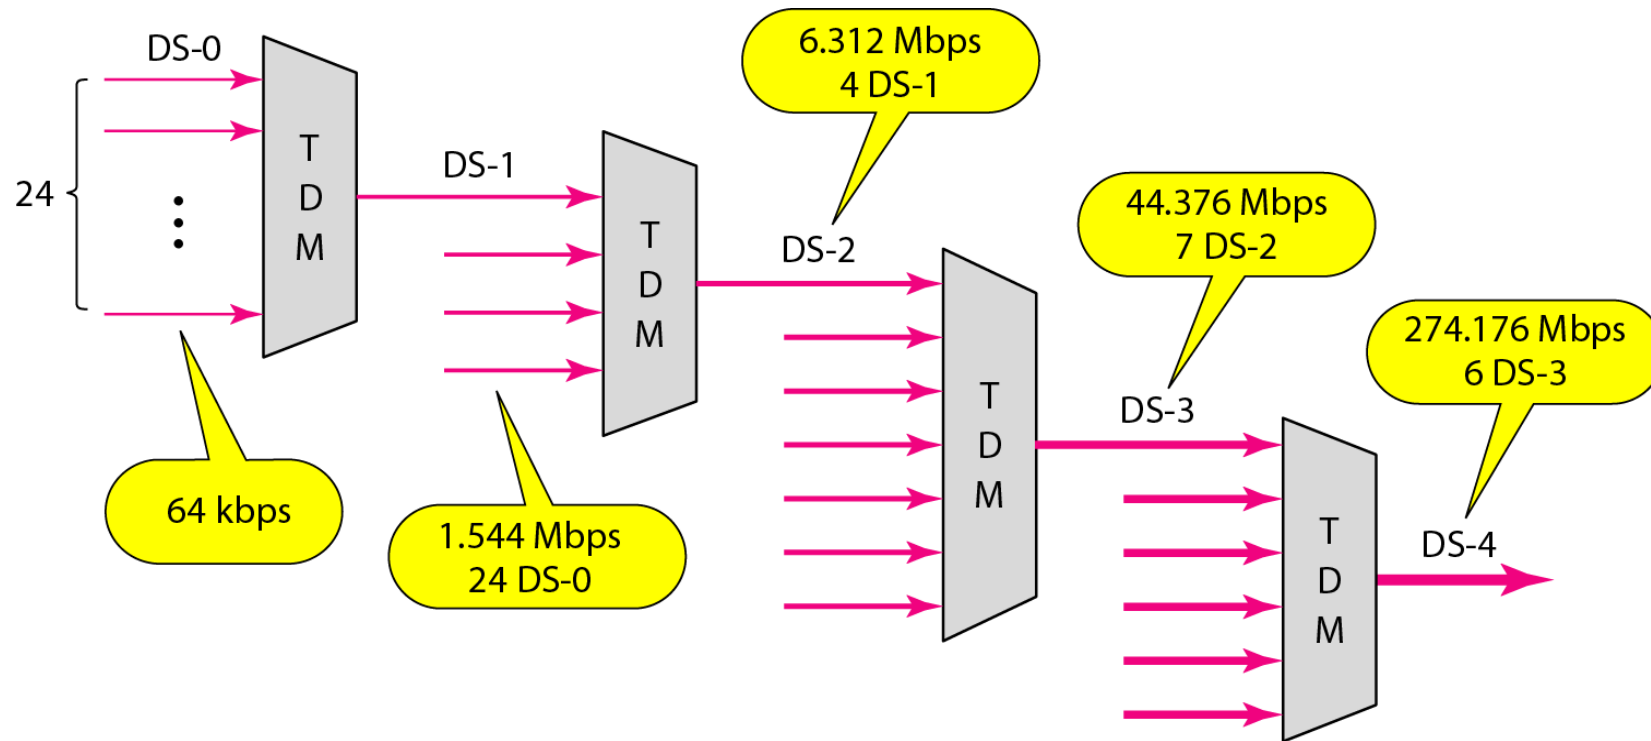 DS-0
24
T
D
M
64 kbps
DS-1
1.544 Mbps
24 DS-0
T
D
M
6.312 Mbps
4 DS-1
DS-2
T
D
M
44.376 Mbps
7 DS-2
DS-3
T
D
M
274.176 Mbps
6 DS-3
DS-4